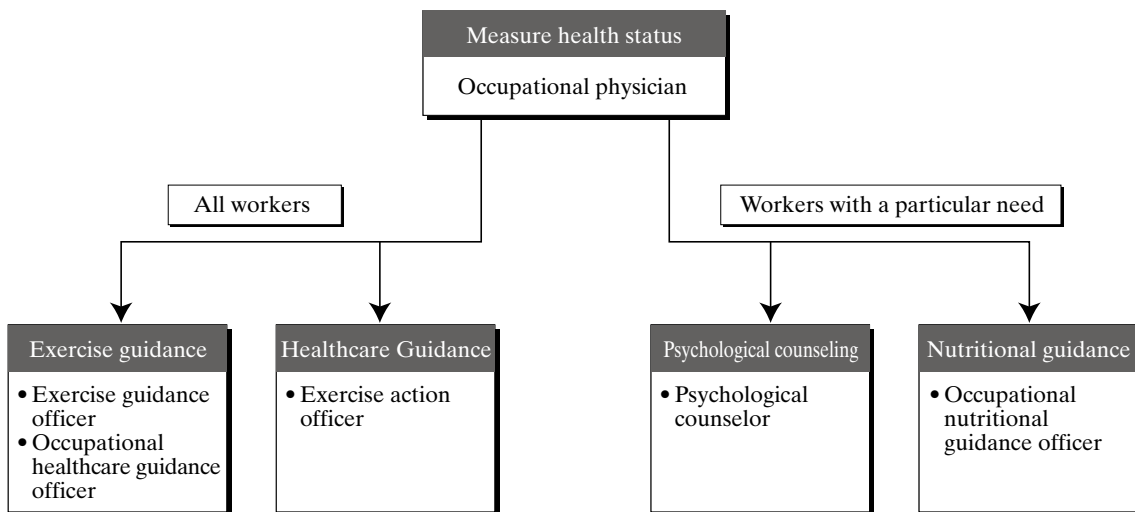 Measure health status
Occupational physician
All workers
Workers with a particular need
Exercise guidance
• Exercise guidance
officer
• Occupational
healthcare guidance
officer
Healthcare Guidance
• Exercise action
officer
Psychological counseling
• Psychological
counselor
Nutritional guidance
• Occupational
nutritional
guidance officer